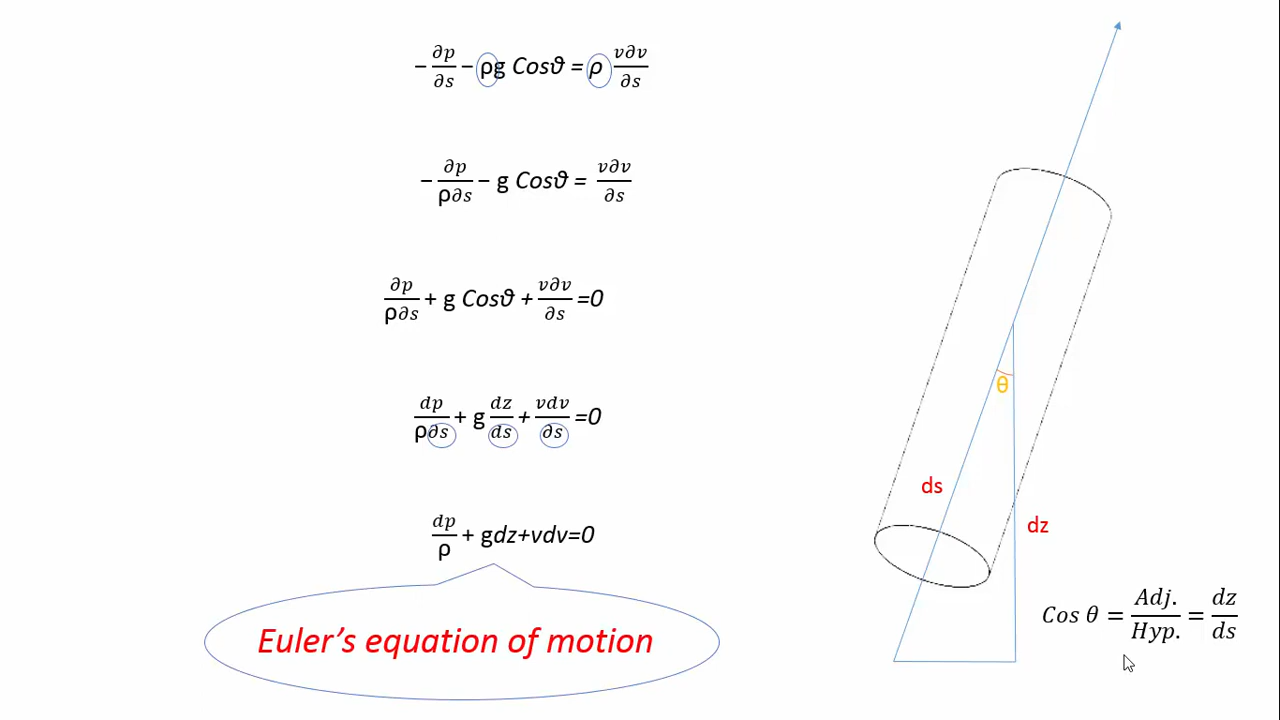 − ∂p/∂s − ρg Cosϑ = ρ v∂v/∂s
− ∂p/ρ∂s − g Cosϑ = v∂v/∂s
∂p/ρ∂s + g Cosϑ + v∂v/∂s =0
dp/ρ∂s + g dz/ds + vdv/∂s =0
dp/ρ + gdz+vdv=0
Euler’s equation of motion
θ
ds
dz
Cos θ = Adj./Hyp. = dz/ds